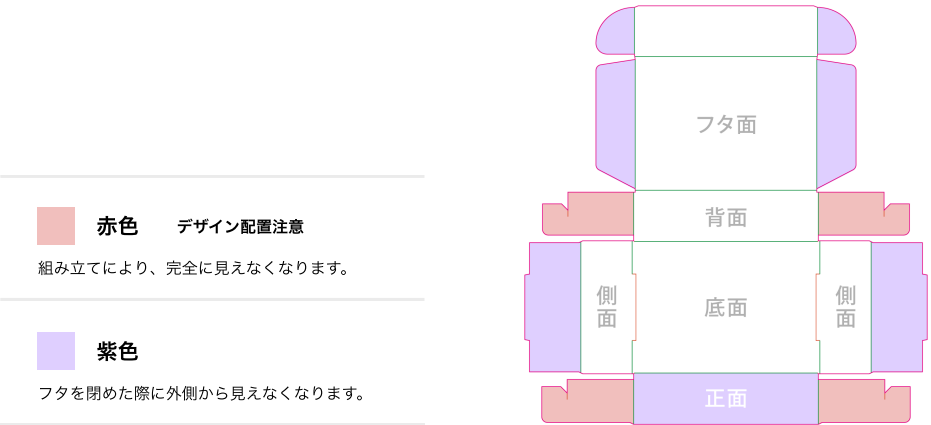 フタ面
背面
側面
底面
側面
正面
赤色 デザイン配置注意
組み立てにより、完全に見えなくなります。
紫色
フタを閉めた際に外側から見えなくなります。